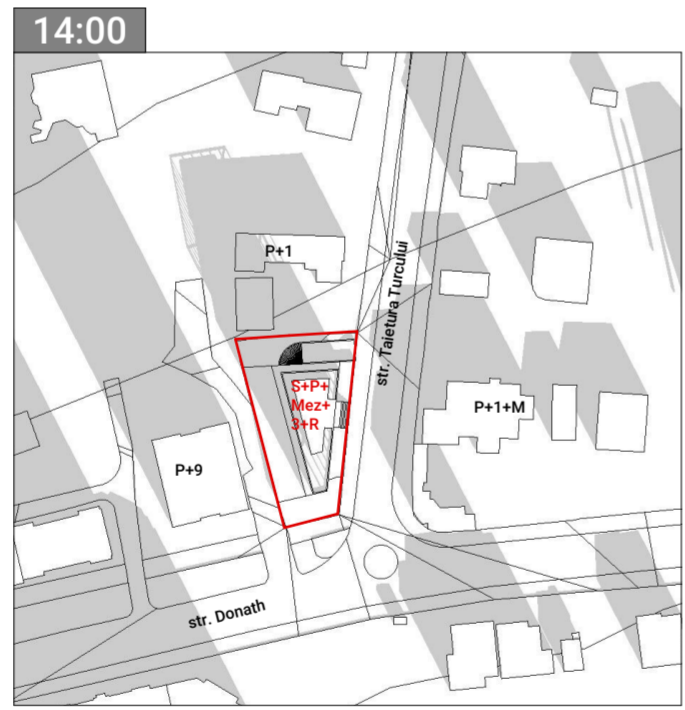 14:00
P+1
str. Taietura Turcului
S+P+
Mez+
3+R
P+1+M
P+9
str. Donath